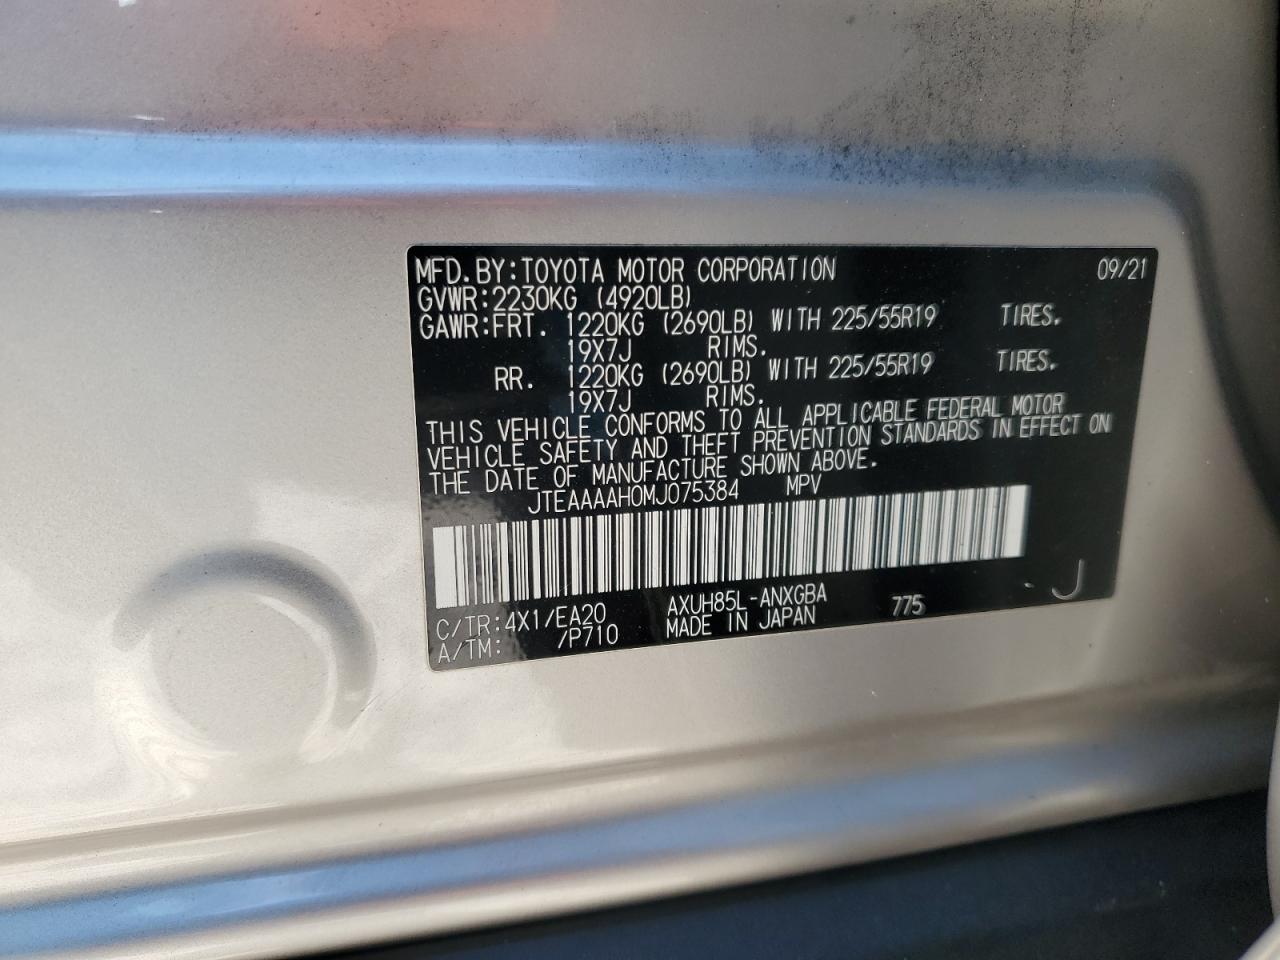 MFD.BY:TOYOTA MOTOR CORPORATION 09/21
GVWR:2230KG (4920LB)
GAWR:FRT. 1220KG (2690LB) WITH 225/55R19 TIRES.
19X7J RIMS.
RR. 1220KG (2690LB) WITH 225/55R19 TIRES.
19X7J RIMS.
THIS VEHICLE CONFORMS TO ALL APPLICABLE FEDERAL MOTOR
VEHICLE SAFETY AND THEFT PREVENTION STANDARDS IN EFFECT ON
THE DATE OF MANUFACTURE SHOWN ABOVE.
JTEAAAAH0MJ075384 MPV
C/TR:4X1/EA20 AXUH85L-ANXGBA 775 J
A/TM: /P710 MADE IN JAPAN